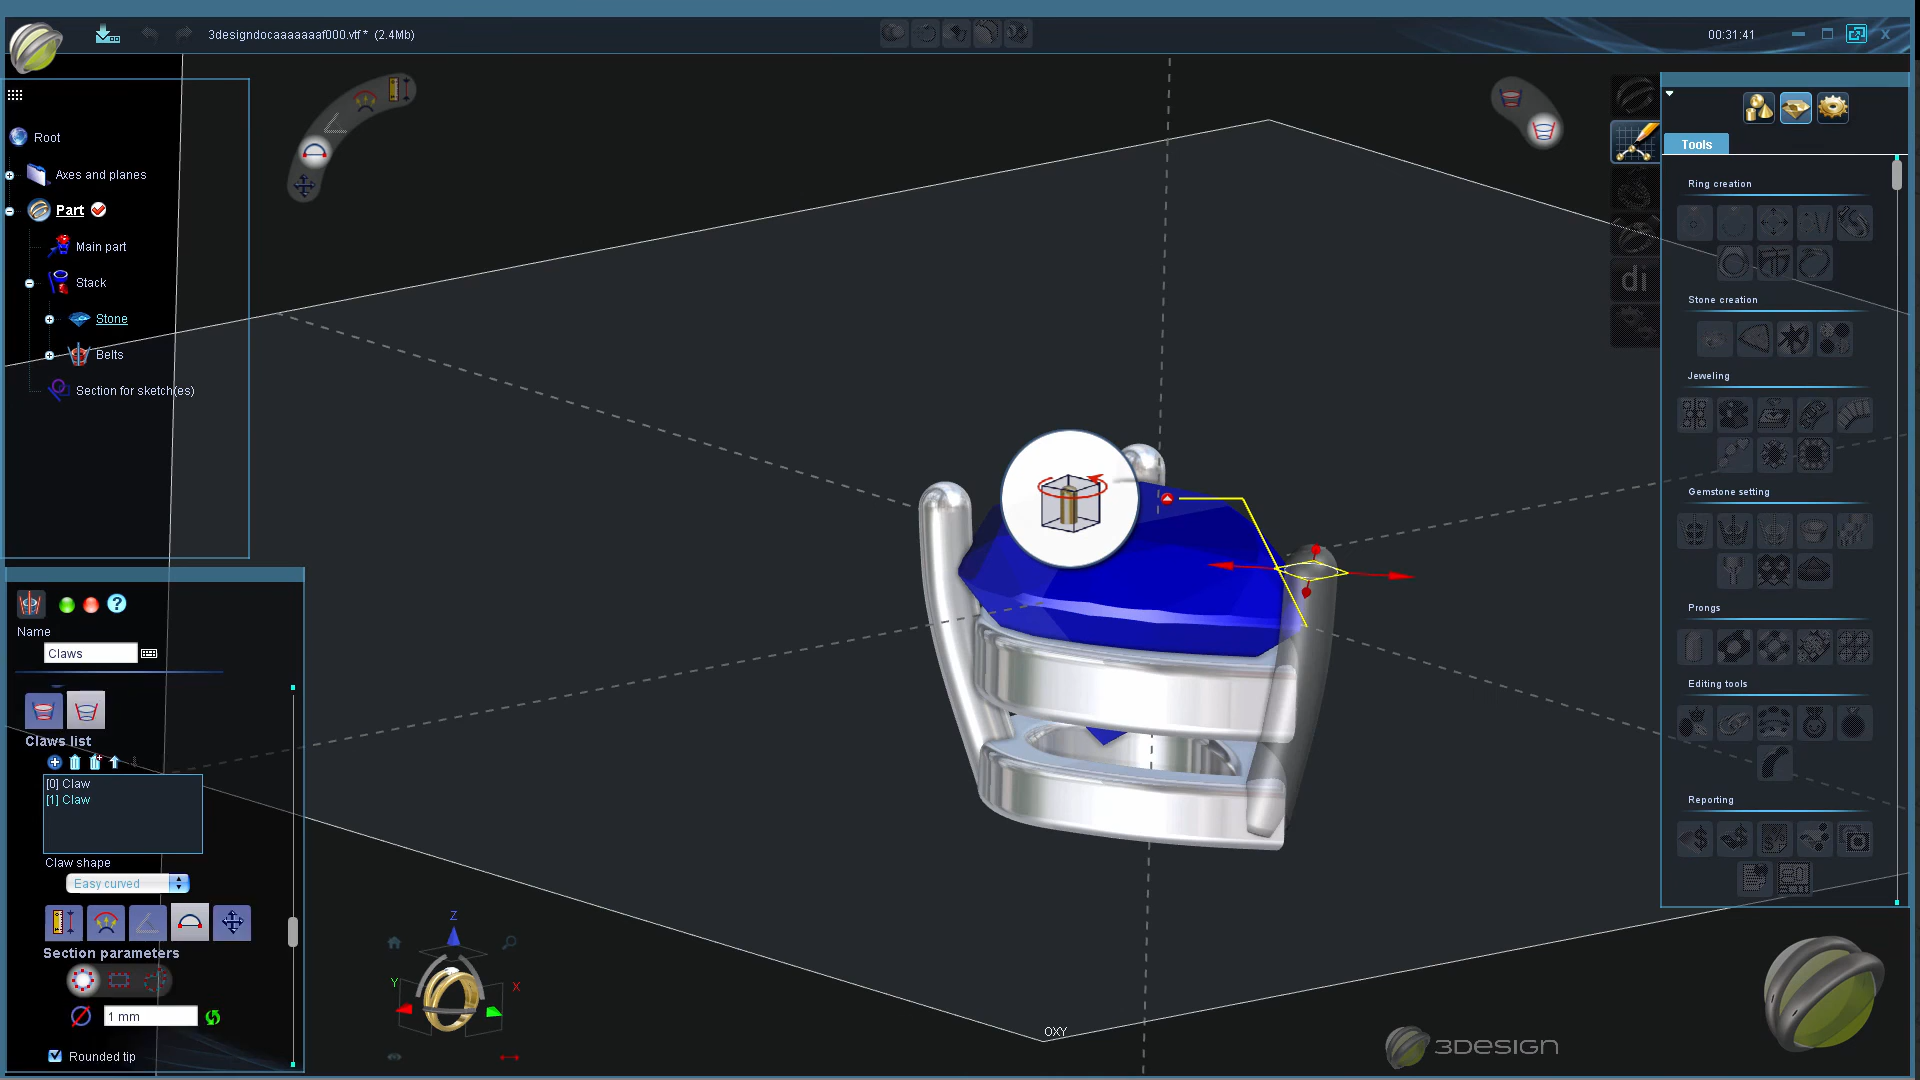 3designdocaaaaaaaf000.vtf * (2.4Mb)
00:31:41
Root
Axes and planes
Part
Main part
Stack
Stone
Belts
Section for sketch(es)
Name
Claws
Claws list
[0] Claw
[1] Claw
Claw shape
Easy curved
Section parameters
1 mm
Rounded tip
Z
Y
X
OXY
3DESIGN
di
Tools
Ring creation
Stone creation
Jeweling
Gemstone setting
Prongs
Editing tools
Reporting